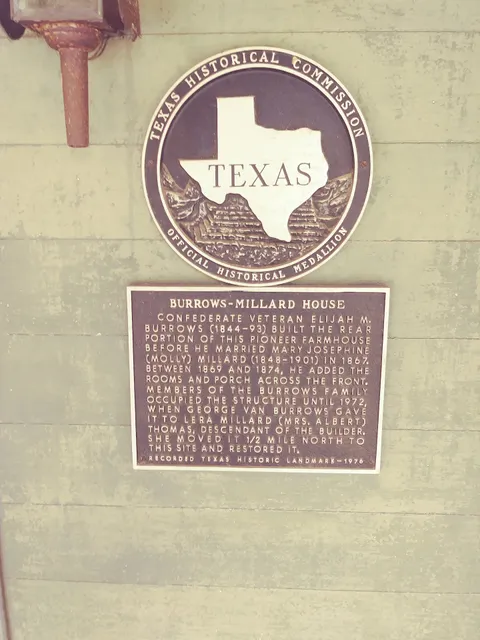 TEXAS HISTORICAL COMMISSION
TEXAS
OFFICIAL HISTORICAL MEDALLION
BURROWS-MILLARD HOUSE
CONFEDERATE VETERAN ELIJAH M.
BURROWS (1844-93) BUILT THE REAR
PORTION OF THIS PIONEER FARMHOUSE
BEFORE HE MARRIED MARY JOSEPHINE
(MOLLY) MILLARD (1848-1901) IN 1867.
BETWEEN 1869 AND 1874, HE ADDED THE
ROOMS AND PORCH ACROSS THE FRONT.
MEMBERS OF THE BURROWS FAMILY
OCCUPIED THE STRUCTURE UNTIL 1972,
WHEN GEORGE VAN BURROWS GAVE
IT TO LERA MILLARD (MRS. ALBERT)
THOMAS, DESCENDANT OF THE BUILDER.
SHE MOVED IT 1/2 MILE NORTH TO
THIS SITE AND RESTORED IT.
RECORDED TEXAS HISTORIC LANDMARK-1976